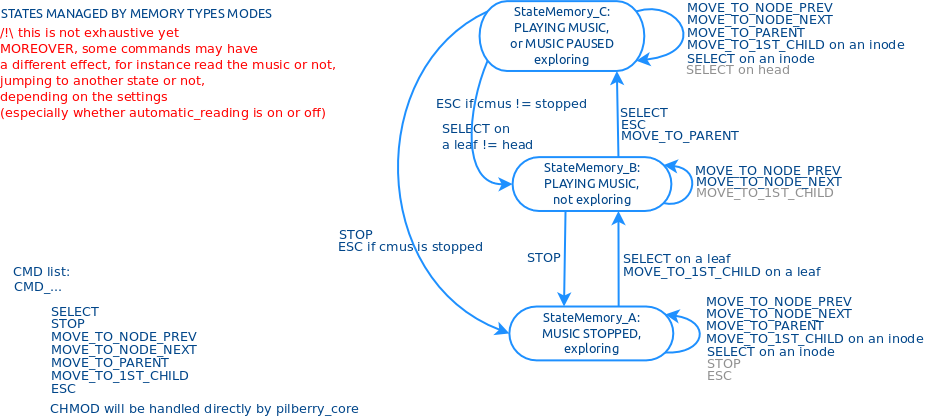 STATES MANAGED BY MEMORY TYPES MODES
/!\ this is not exhaustive yet
MOREOVER, some commands may have
a different effect, for instance read the music or not,
jumping to another state or not,
depending on the settings
(especially whether automatic_reading is on or off)
StateMemory_C:
PLAYING MUSIC,
or MUSIC PAUSED
exploring
MOVE_TO_NODE_PREV
MOVE_TO_NODE_NEXT
MOVE_TO_PARENT
MOVE_TO_1ST_CHILD on an inode
SELECT on an inode
SELECT on head
ESC if cmus != stopped
SELECT on
a leaf != head
SELECT
ESC
MOVE_TO_PARENT
StateMemory_B:
PLAYING MUSIC,
not exploring
MOVE_TO_NODE_PREV
MOVE_TO_NODE_NEXT
MOVE_TO_1ST_CHILD
STOP
ESC if cmus is stopped
STOP
SELECT on a leaf
MOVE_TO_1ST_CHILD on a leaf
StateMemory_A:
MUSIC STOPPED,
exploring
MOVE_TO_NODE_PREV
MOVE_TO_NODE_NEXT
MOVE_TO_PARENT
MOVE_TO_1ST_CHILD on an inode
SELECT on an inode
STOP
ESC
CMD list:
CMD_...
SELECT
STOP
MOVE_TO_NODE_PREV
MOVE_TO_NODE_NEXT
MOVE_TO_PARENT
MOVE_TO_1ST_CHILD
ESC
CHMOD will be handled directly by pilberry_core